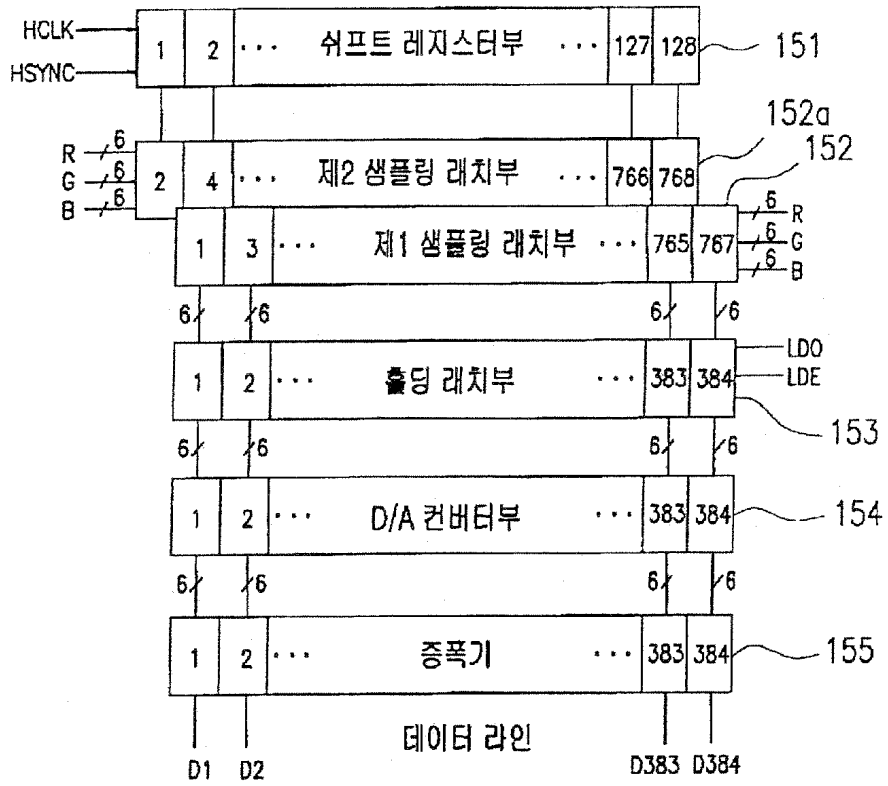 HCLK
HSYNC
1 2 ··· 쉬프트 레지스터부 ··· 127 128
151
152a
R 6
G 6
B 6
2 4 ··· 제2 샘플링 래치부 ··· 766 768
152
1 3 ··· 제1 샘플링 래치부 ··· 765 767
6 R
6 G
6 B
6 6 6 6
1 2 ··· 홀딩 래치부 ··· 383 384
LDO
LDE
153
6 6 6 6
1 2 ··· D/A 컨버터부 ··· 383 384
154
6 6 6 6
1 2 ··· 증폭기 ··· 383 384
155
데이터 라인
D1 D2 D383 D384